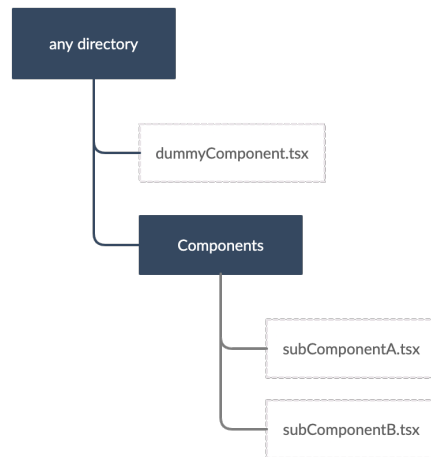 any directory
dummyComponent.tsx
Components
subComponentA.tsx
subComponentB.tsx